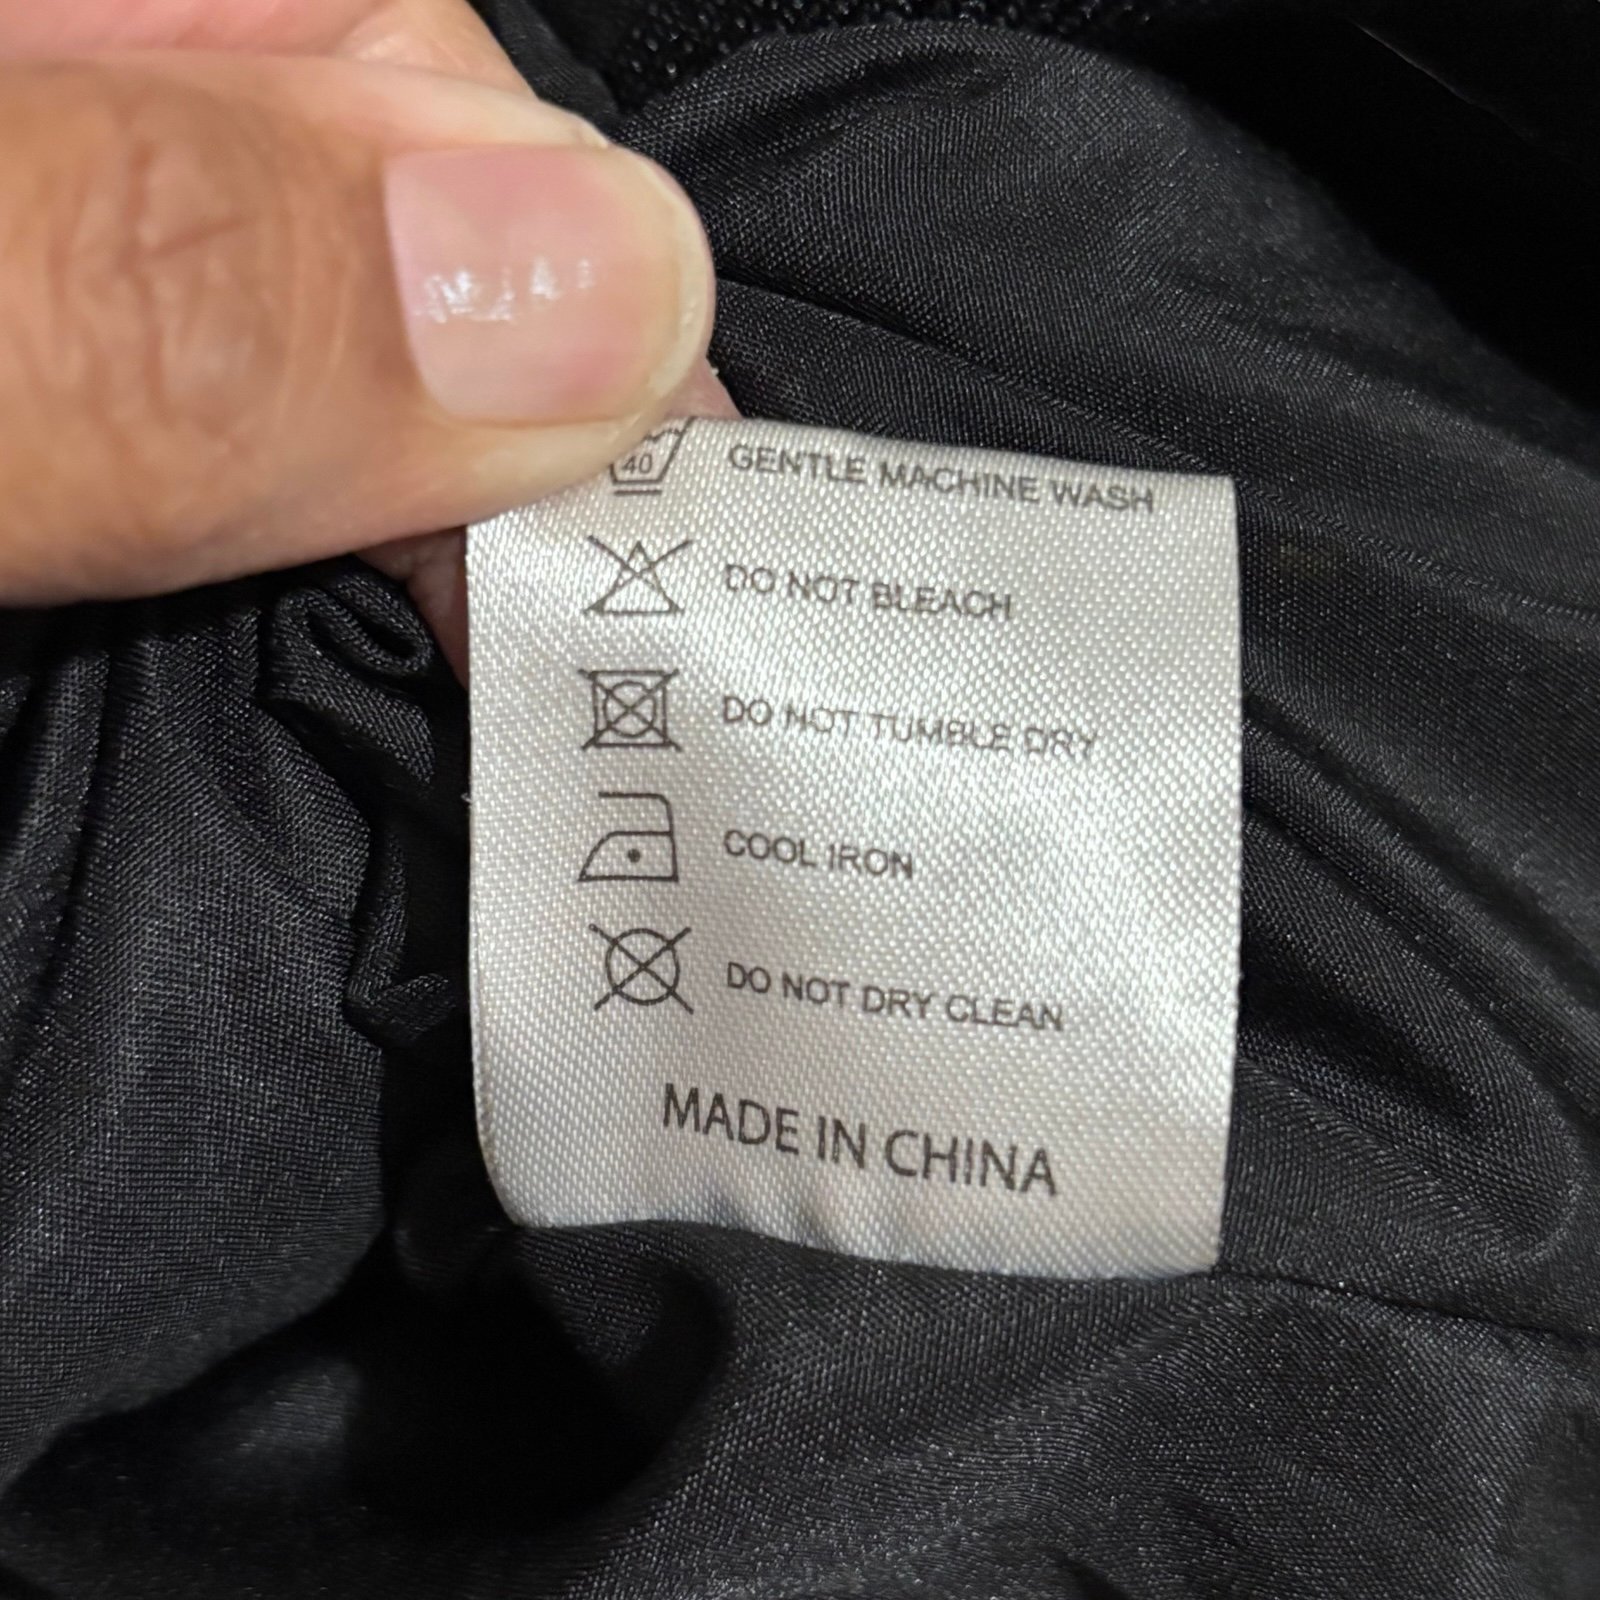 40 GENTLE MACHINE WASH
DO NOT BLEACH
DO NOT TUMBLE DRY
COOL IRON
DO NOT DRY CLEAN
MADE IN CHINA